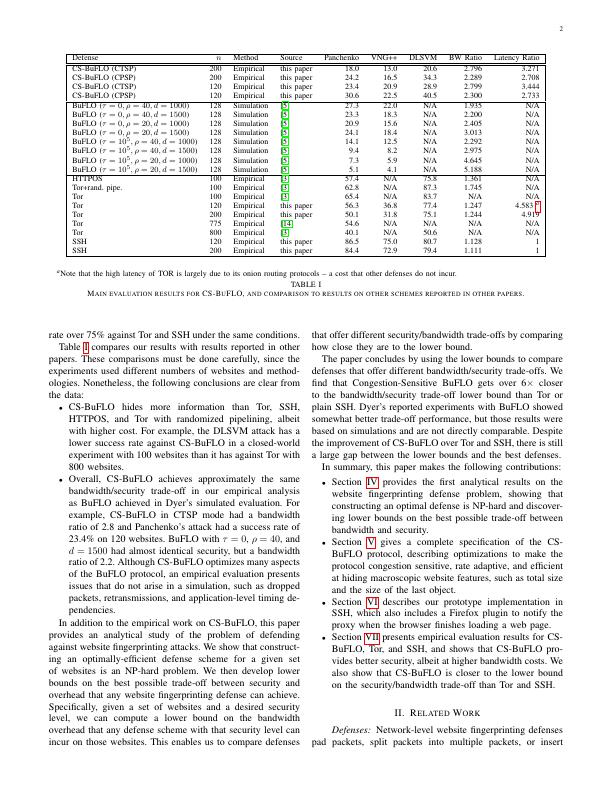 2
Defense n Method Source Panchenko VNG++ DLSVM BW Ratio Latency Ratio
CS-BuFLO (CTSP) 200 Empirical this paper 18.0 13.0 20.6 2.796 3.271
CS-BuFLO (CPSP) 200 Empirical this paper 24.2 16.5 34.3 2.289 2.708
CS-BuFLO (CTSP) 120 Empirical this paper 23.4 20.9 28.9 2.799 3.444
CS-BuFLO (CPSP) 120 Empirical this paper 30.6 22.5 40.5 2.300 2.733
BuFLO (τ = 0, ρ = 40, d = 1000) 128 Simulation [5] 27.3 22.0 N/A 1.935 N/A
BuFLO (τ = 0, ρ = 40, d = 1500) 128 Simulation [5] 23.3 18.3 N/A 2.200 N/A
BuFLO (τ = 0, ρ = 20, d = 1000) 128 Simulation [5] 20.9 15.6 N/A 2.405 N/A
BuFLO (τ = 0, ρ = 20, d = 1500) 128 Simulation [5] 24.1 18.4 N/A 3.013 N/A
BuFLO (τ = 10⁵, ρ = 40, d = 1000) 128 Simulation [5] 14.1 12.5 N/A 2.292 N/A
BuFLO (τ = 10⁵, ρ = 40, d = 1500) 128 Simulation [5] 9.4 8.2 N/A 2.975 N/A
BuFLO (τ = 10⁵, ρ = 20, d = 1000) 128 Simulation [5] 7.3 5.9 N/A 4.645 N/A
BuFLO (τ = 10⁵, ρ = 20, d = 1500) 128 Simulation [5] 5.1 4.1 N/A 5.188 N/A
HTTPOS 100 Empirical [3] 57.4 N/A 75.8 1.361 N/A
Tor+rand. pipe. 100 Empirical [3] 62.8 N/A 87.3 1.745 N/A
Tor 100 Empirical [3] 65.4 N/A 83.7 N/A N/A
Tor 120 Empirical this paper 56.3 36.8 77.4 1.247 4.583 a
Tor 200 Empirical this paper 50.1 31.8 75.1 1.244 4.919
Tor 775 Empirical [14] 54.6 N/A N/A N/A N/A
Tor 800 Empirical [3] 40.1 N/A 50.6 N/A N/A
SSH 120 Empirical this paper 86.5 75.0 80.7 1.128 1
SSH 200 Empirical this paper 84.4 72.9 79.4 1.111 1
aNote that the high latency of TOR is largely due to its onion routing protocols – a cost that other defenses do not incur.
TABLE I
MAIN EVALUATION RESULTS FOR CS-BUFLO, AND COMPARISON TO RESULTS ON OTHER SCHEMES REPORTED IN OTHER PAPERS.
rate over 75% against Tor and SSH under the same conditions.
Table I compares our results with results reported in other
papers. These comparisons must be done carefully, since the
experiments used different numbers of websites and method-
ologies. Nonetheless, the following conclusions are clear from
the data:
• CS-BuFLO hides more information than Tor, SSH,
HTTPOS, and Tor with randomized pipelining, albeit
with higher cost. For example, the DLSVM attack has a
lower success rate against CS-BuFLO in a closed-world
experiment with 100 websites than it has against Tor with
800 websites.
• Overall, CS-BuFLO achieves approximately the same
bandwidth/security trade-off in our empirical analysis
as BuFLO achieved in Dyer's simulated evaluation. For
example, CS-BuFLO in CTSP mode had a bandwidth
ratio of 2.8 and Panchenko's attack had a success rate of
23.4% on 120 websites. BuFLO with τ = 0, ρ = 40, and
d = 1500 had almost identical security, but a bandwidth
ratio of 2.2. Although CS-BuFLO optimizes many aspects
of the BuFLO protocol, an empirical evaluation presents
issues that do not arise in a simulation, such as dropped
packets, retransmissions, and application-level timing de-
pendencies.
In addition to the empirical work on CS-BuFLO, this paper
provides an analytical study of the problem of defending
against website fingerprinting attacks. We show that construct-
ing an optimally-efficient defense scheme for a given set
of websites is an NP-hard problem. We then develop lower
bounds on the best possible trade-off between security and
overhead that any website fingerprinting defense can achieve.
Specifically, given a set of websites and a desired security
level, we can compute a lower bound on the bandwidth
overhead that any defense scheme with that security level can
incur on those websites. This enables us to compare defenses
that offer different security/bandwidth trade-offs by comparing
how close they are to the lower bound.
The paper concludes by using the lower bounds to compare
defenses that offer different bandwidth/security trade-offs. We
find that Congestion-Sensitive BuFLO gets over 6× closer
to the bandwidth/security trade-off lower bound than Tor or
plain SSH. Dyer's reported experiments with BuFLO showed
somewhat better trade-off performance, but those results were
based on simulations and are not directly comparable. Despite
the improvement of CS-BuFLO over Tor and SSH, there is still
a large gap between the lower bounds and the best defenses.
In summary, this paper makes the following contributions:
• Section IV provides the first analytical results on the
website fingerprinting defense problem, showing that
constructing an optimal defense is NP-hard and discover-
ing lower bounds on the best possible trade-off between
bandwidth and security.
• Section V gives a complete specification of the CS-
BuFLO protocol, describing optimizations to make the
protocol congestion sensitive, rate adaptive, and efficient
at hiding macroscopic website features, such as total size
and the size of the last object.
• Section VI describes our prototype implementation in
SSH, which also includes a Firefox plugin to notify the
proxy when the browser finishes loading a web page.
• Section VII presents empirical evaluation results for CS-
BuFLO, Tor, and SSH, and shows that CS-BuFLO pro-
vides better security, albeit at higher bandwidth costs. We
also show that CS-BuFLO is closer to the lower bound
on the security/bandwidth trade-off than Tor and SSH.
II. RELATED WORK
Defenses: Network-level website fingerprinting defenses
pad packets, split packets into multiple packets, or insert